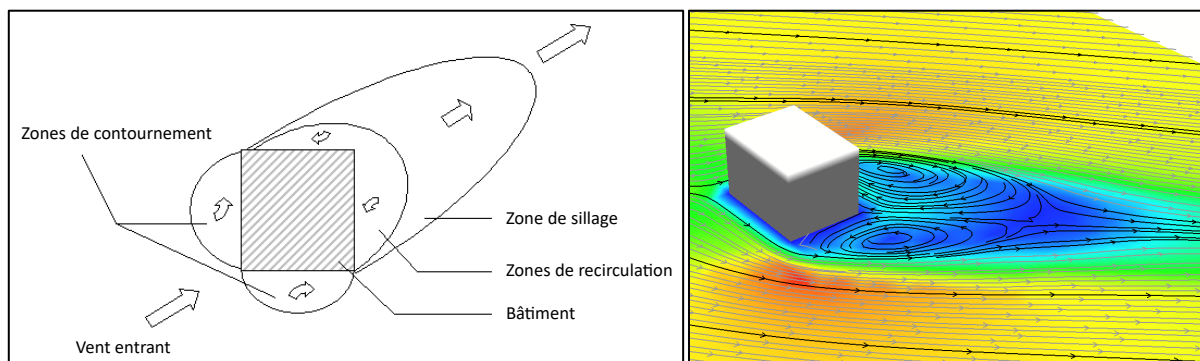 Zones de contournement
Zone de sillage
Zones de recirculation
Bâtiment
Vent entrant